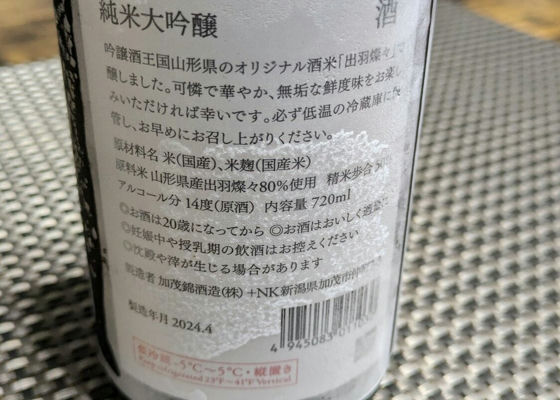 純米大吟醸 酒
吟醸酒王国山形県のオリジナル酒米「出羽燦々」で
醸しました。可憐で華やか、無垢な鮮度味をお楽し
みいただければ幸いです。必ず低温の冷蔵庫に
管し、お早めにお召し上がりください。
原材料名 米(国産)、米麹(国産米)
原料米 山形県産出羽燦々80%使用 精米歩合
アルコール分 14度(原酒) 内容量 720ml
◎お酒は20歳になってから ◎お酒はおいしく適量
◎妊娠中や授乳期の飲酒はお控えください
◎沈殿や滓が生じる場合があります
製造者 加茂錦酒造(株) +NK 新潟県加茂市
製造年月 2024.4
4 945083 011
要冷蔵 -5℃〜5℃・縦置き
Keep refrigerated 23°F〜41°F Vertical